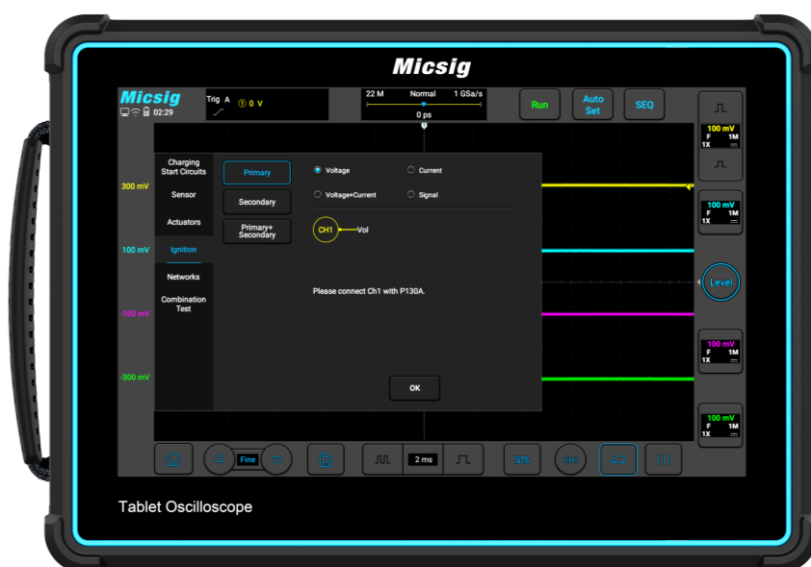 Micsig
Micsig
02:29
Trig A ① 0 V
22 M Normal 1 GSa/s
0 ps
Run
Auto
Set
SEQ
100 mV
F 1M
1X
300 mV
100 mV
-100 mV
-300 mV
Charging
Start Circuits
Sensor
Actuators
Ignition
Networks
Combination
Test
Primary
Secondary
Primary+
Secondary
Voltage
Current
Voltage+Current
Signal
CH1
Vol
Please connect Ch1 with P130A.
OK
100 mV
F 1M
1X
Level
100 mV
F 1M
1X
100 mV
F 1M
1X
Fine
2 ms
Tablet Oscilloscope